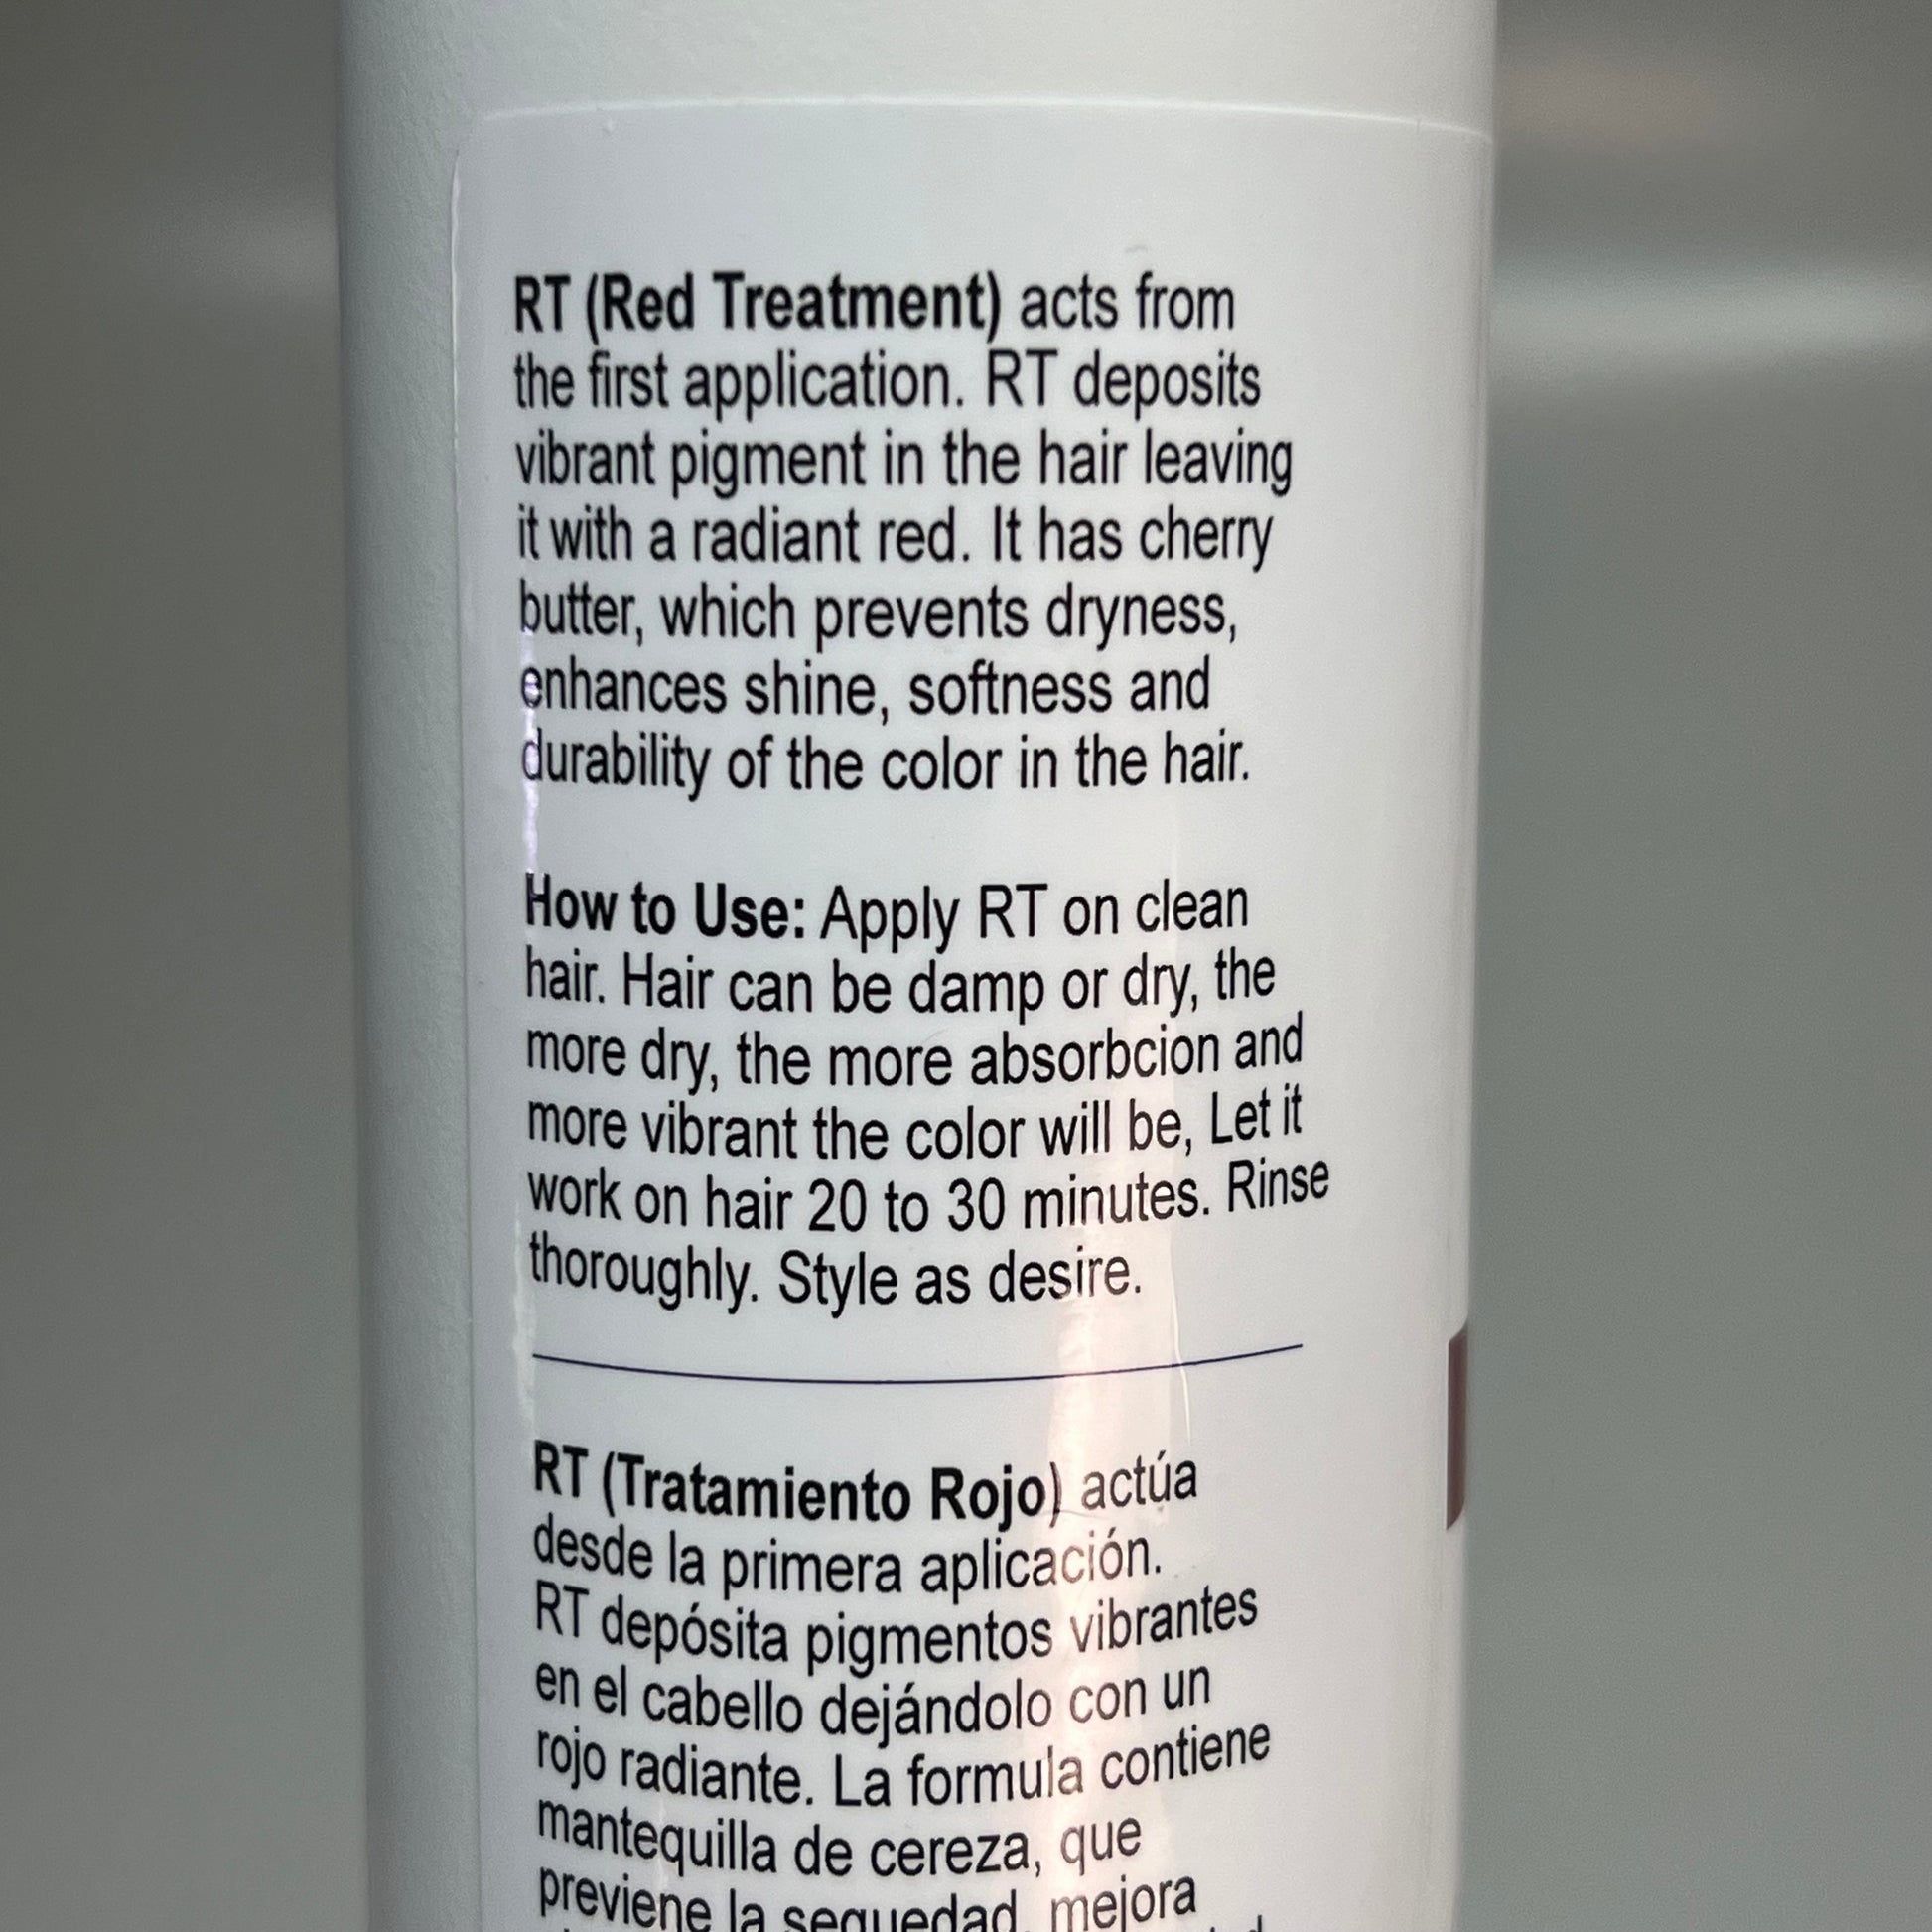 RT (Red Treatment) acts from
the first application. RT deposits
vibrant pigment in the hair leaving
it with a radiant red. It has cherry
butter, which prevents dryness,
enhances shine, softness and
durability of the color in the hair.
How to Use: Apply RT on clean
hair. Hair can be damp or dry, the
more dry, the more absorbcion and
more vibrant the color will be, Let it
work on hair 20 to 30 minutes. Rinse
thoroughly. Style as desire.
RT (Tratamiento Rojo) actúa
desde la primera aplicación.
RT depósita pigmentos vibrantes
en el cabello dejándolo con un
rojo radiante. La formula contiene
mantequilla de cereza, que
previene la sequedad, mejora